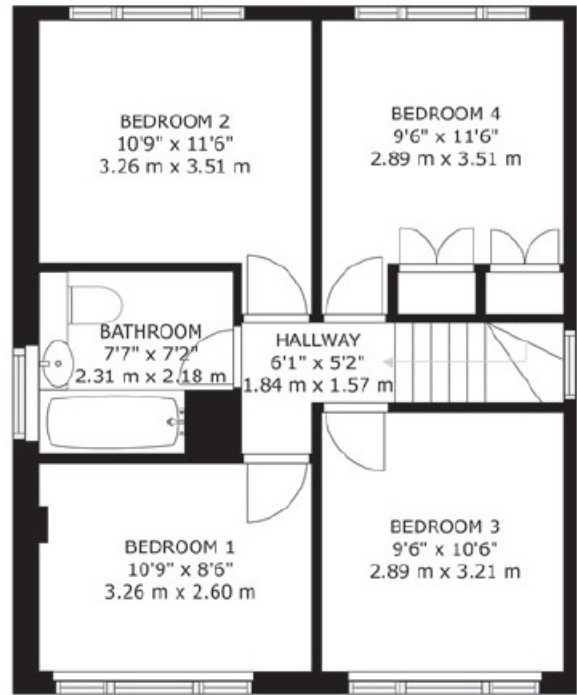 BEDROOM 2
10'9" x 11'6"
3.26 m x 3.51 m
BEDROOM 4
9'6" x 11'6"
2.89 m x 3.51 m
BATHROOM
7'7" x 7'2"
2.31 m x 2.18 m
HALLWAY
6'1" x 5'2"
1.84 m x 1.57 m
BEDROOM 1
10'9" x 8'6"
3.26 m x 2.60 m
BEDROOM 3
9'6" x 10'6"
2.89 m x 3.21 m